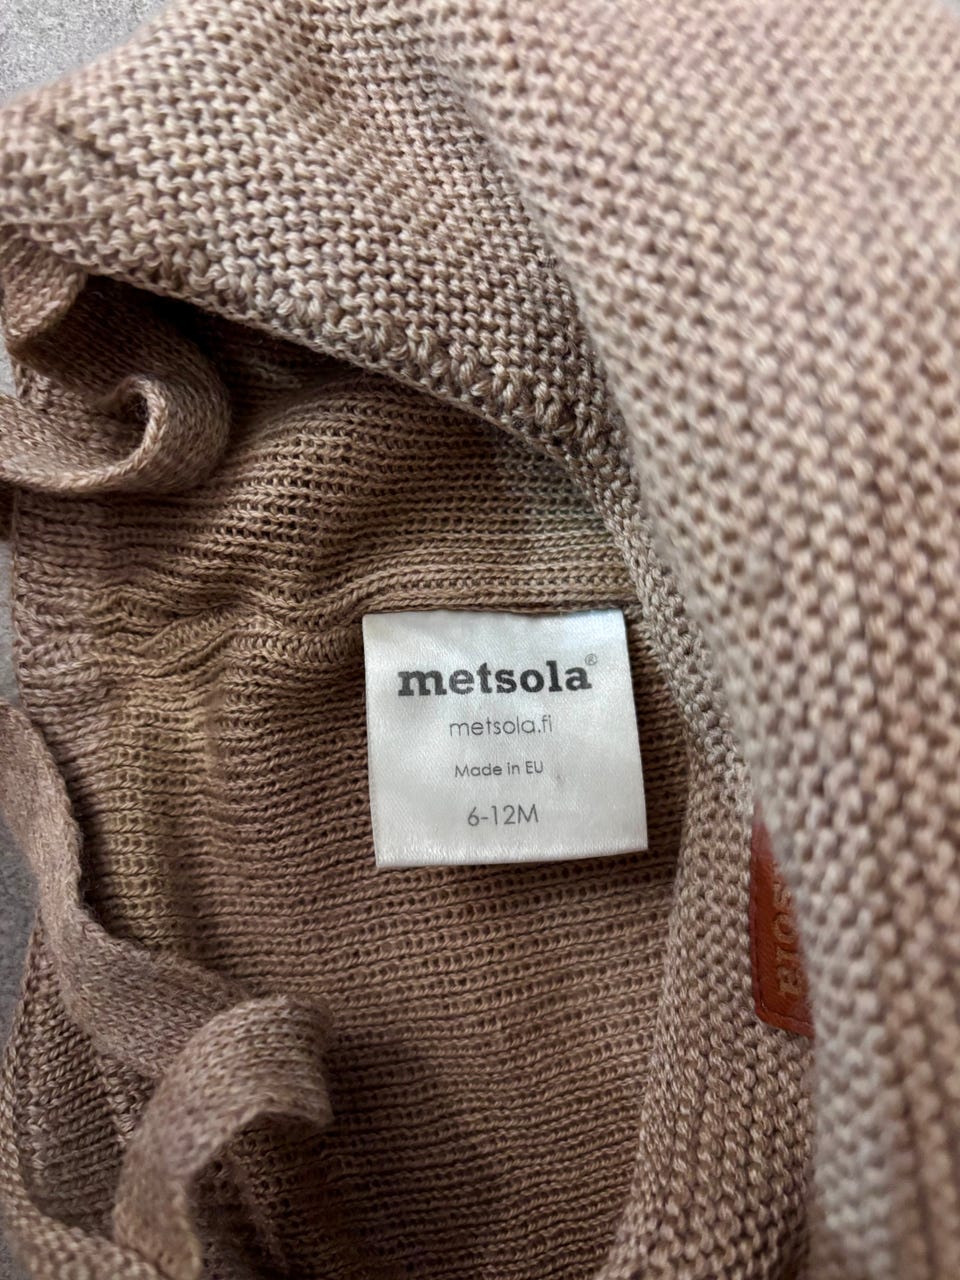 metsola®
metsola.fi
Made in EU
6-12M